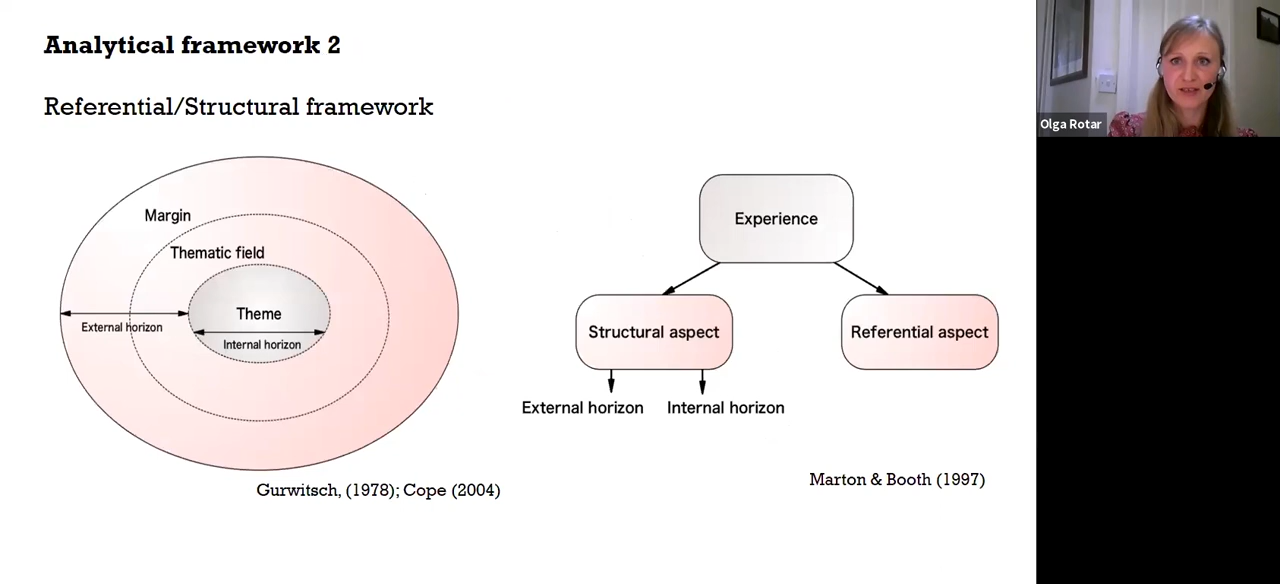 Analytical framework 2
Olga Rotar
Referential/Structural framework
Margin
Thematic field
Theme
External horizon
Internal horizon
Gurwitsch, (1978); Cope (2004)
Experience
Structural aspect
Referential aspect
External horizon
Internal horizon
Marton & Booth (1997)